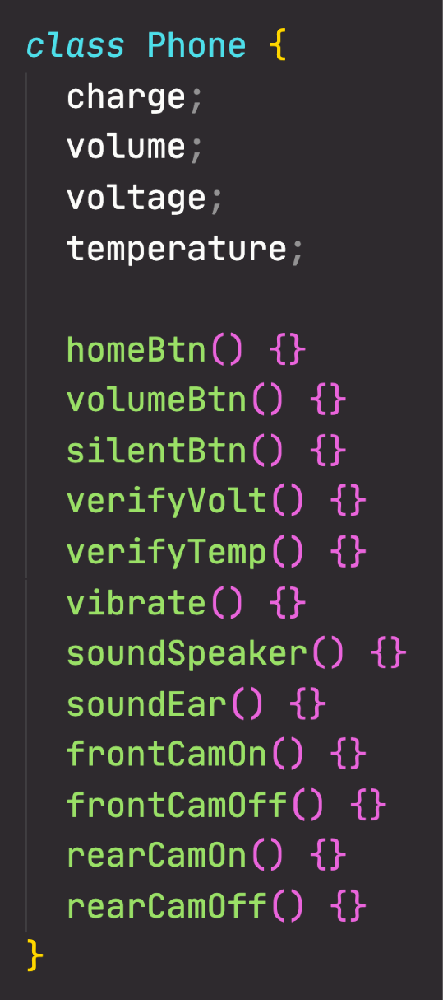 class Phone {
  charge;
  volume;
  voltage;
  temperature;

  homeBtn() {}
  volumeBtn() {}
  silentBtn() {}
  verifyVolt() {}
  verifyTemp() {}
  vibrate() {}
  soundSpeaker() {}
  soundEar() {}
  frontCamOn() {}
  frontCamOff() {}
  rearCamOn() {}
  rearCamOff() {}
}